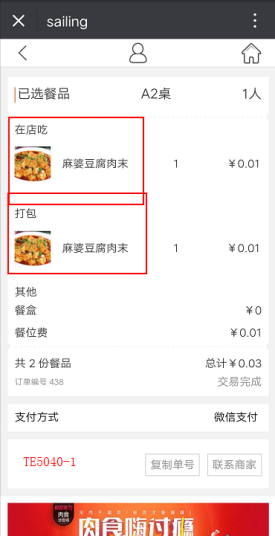 sailing
已选餐品 A2桌 1人
在店吃
麻婆豆腐肉末 1 ¥0.01
打包
麻婆豆腐肉末 1 ¥0.01
其他
餐盒 ¥0
餐位费 ¥0.01
共 2 份餐品 总计¥0.03
订单编号 438 交易完成
支付方式 微信支付
TE5040-1 复制单号 联系商家
肉食
肉食嗨过瘾